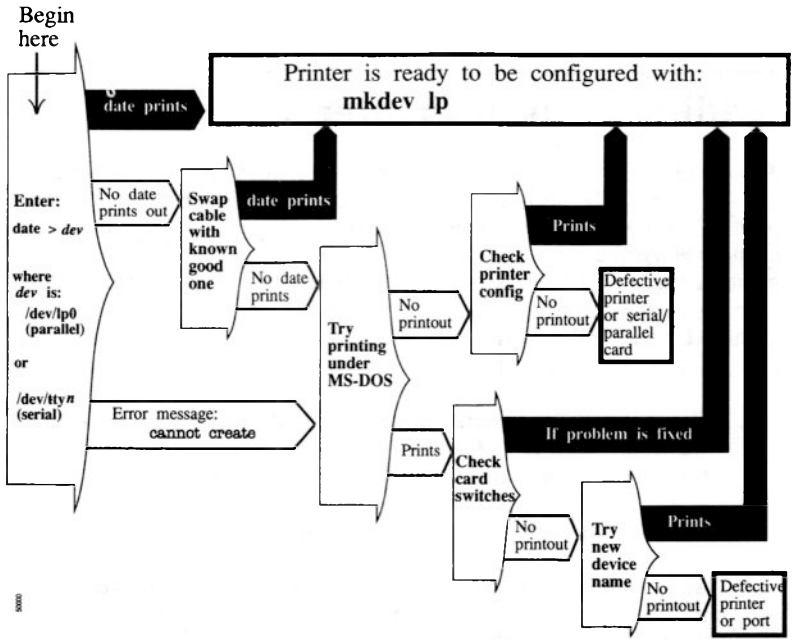 Begin
here
Printer is ready to be configured with:
mkdev lp
date prints
Enter:
date > dev
where
dev is:
/dev/lp0
(parallel)
or
/dev/ttyn
(serial)
No date
prints out
Swap
cable
with
known
good
one
date prints
No date
prints
Error message:
cannot create
Try
printing
under
MS-DOS
No
printout
Check
printer
config
Prints
No
printout
Defective
printer
or serial/
parallel
card
Prints
Check
card
switches
If problem is fixed
No
printout
Try
new
device
name
Prints
No
printout
Defective
printer
or port